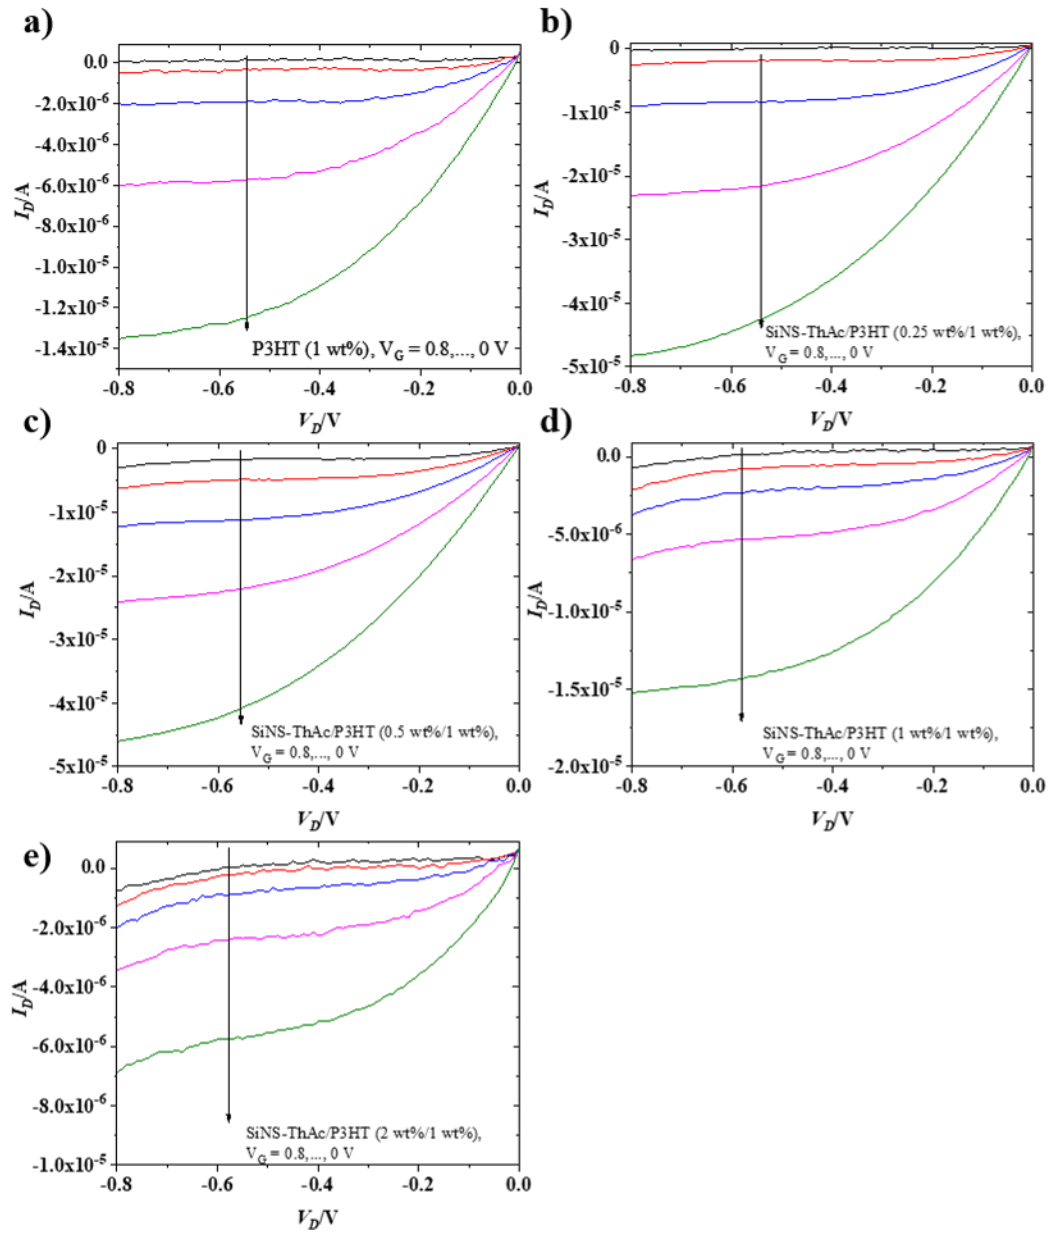 a)
0.0
-2.0x10⁻⁶
-4.0x10⁻⁶
-6.0x10⁻⁶
-8.0x10⁻⁶
-1.0x10⁻⁵
-1.2x10⁻⁵
-1.4x10⁻⁵
I_D/A
P3HT (1 wt%), V_G = 0.8,..., 0 V
-0.8 -0.6 -0.4 -0.2 0.0
V_D/V
b)
0
-1x10⁻⁵
-2x10⁻⁵
-3x10⁻⁵
-4x10⁻⁵
-5x10⁻⁵
I_D/A
SiNS-ThAc/P3HT (0.25 wt%/1 wt%),
V_G = 0.8,..., 0 V
-0.8 -0.6 -0.4 -0.2 0.0
V_D/V
c)
0
-1x10⁻⁵
-2x10⁻⁵
-3x10⁻⁵
-4x10⁻⁵
-5x10⁻⁵
I_D/A
SiNS-ThAc/P3HT (0.5 wt%/1 wt%),
V_G = 0.8,..., 0 V
-0.8 -0.6 -0.4 -0.2 0.0
V_D/V
d)
0.0
-5.0x10⁻⁶
-1.0x10⁻⁵
-1.5x10⁻⁵
-2.0x10⁻⁵
I_D/A
SiNS-ThAc/P3HT (1 wt%/1 wt%),
V_G = 0.8,..., 0 V
-0.8 -0.6 -0.4 -0.2 0.0
V_D/V
e)
0.0
-2.0x10⁻⁶
-4.0x10⁻⁶
-6.0x10⁻⁶
-8.0x10⁻⁶
-1.0x10⁻⁵
I_D/A
SiNS-ThAc/P3HT (2 wt%/1 wt%),
V_G = 0.8,..., 0 V
-0.8 -0.6 -0.4 -0.2 0.0
V_D/V